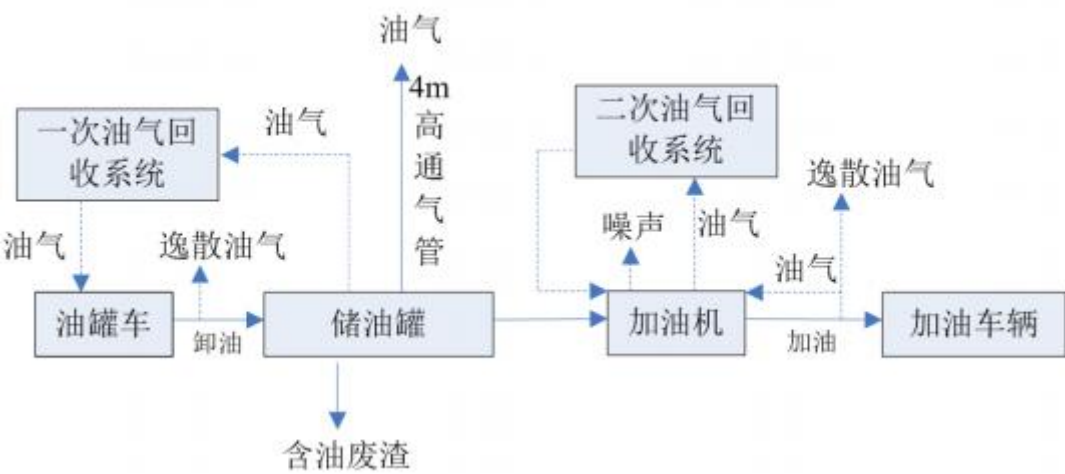 油气
4m
高
通
气
管
一次油气回
收系统
油气
二次油气回
收系统
逸散油气
噪声
油气
油气
逸散油气
油气
油罐车
卸油
储油罐
加油机
加油
加油车辆
含油废渣